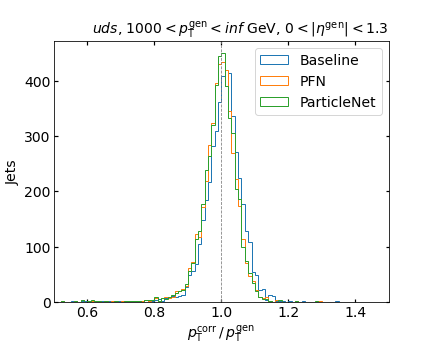 uds, 1000 < p_T^gen < inf GeV, 0 < |η^gen| < 1.3
Baseline
PFN
ParticleNet
Jets
400
300
200
100
0
0.6 0.8 1.0 1.2 1.4
p_T^corr / p_T^gen